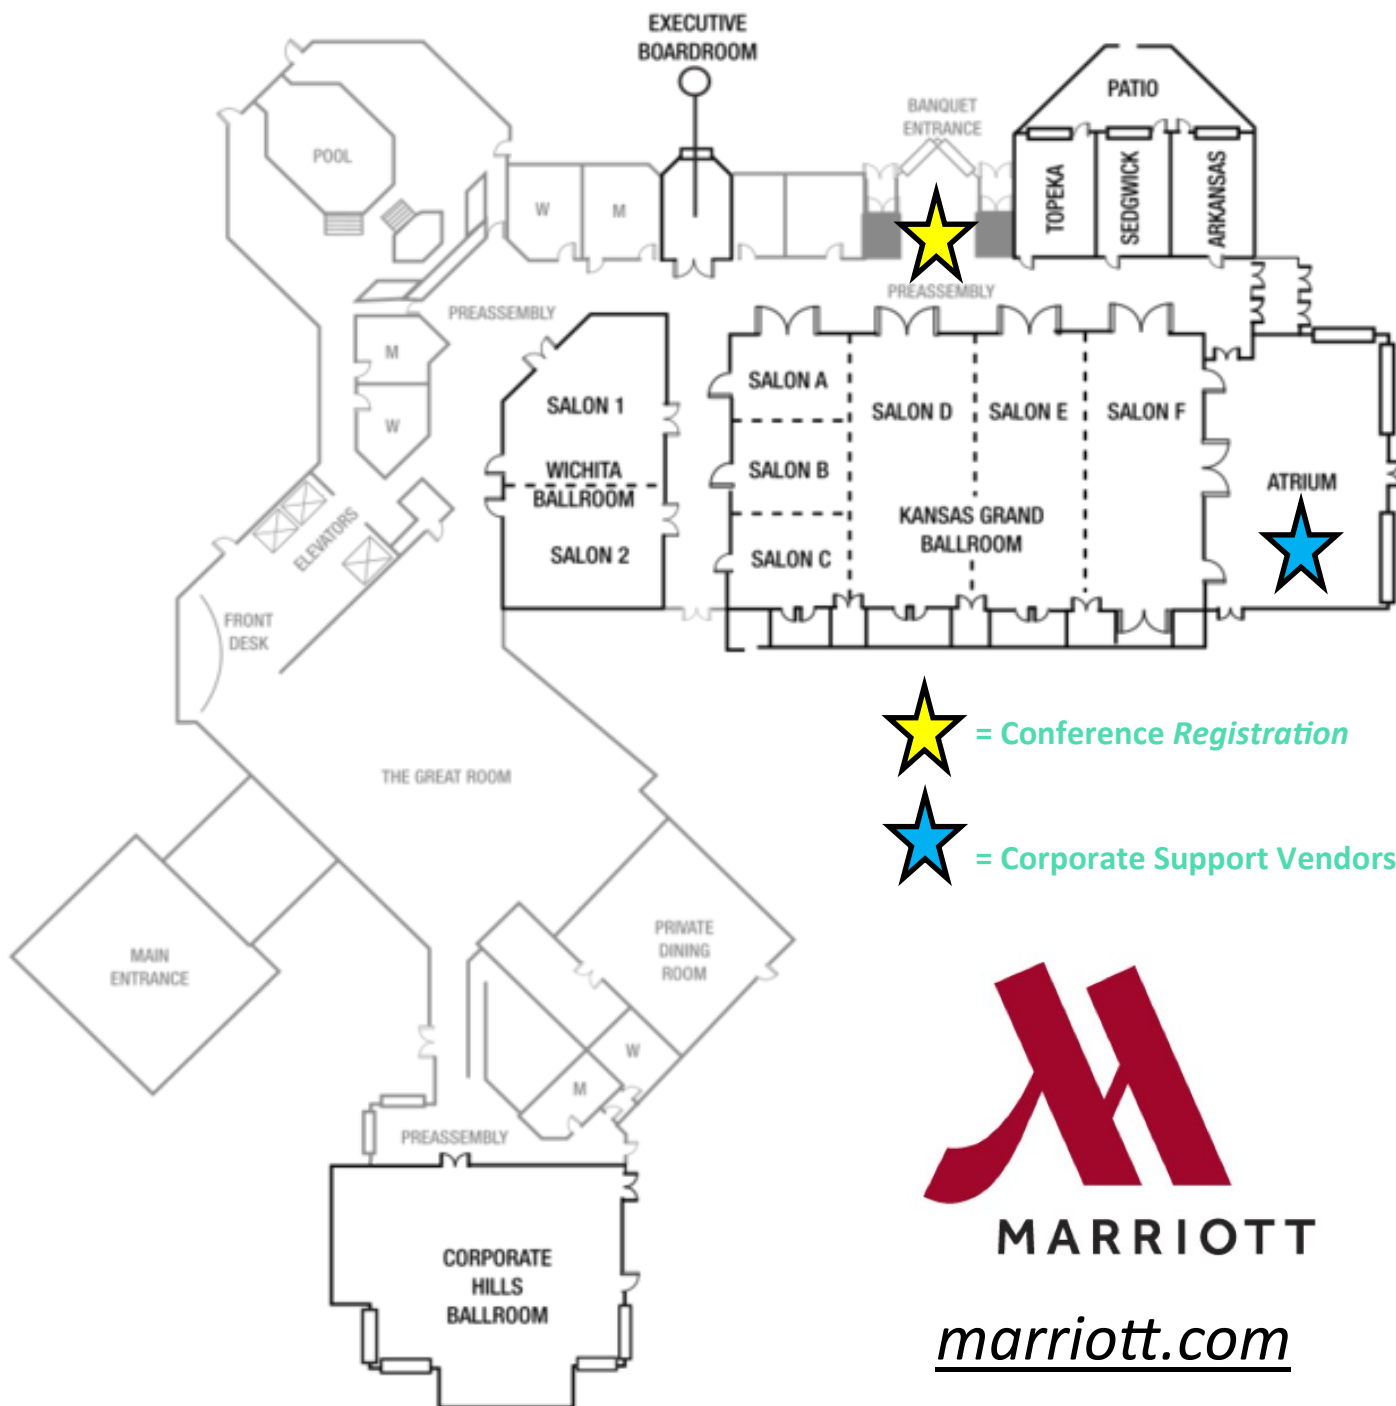 EXECUTIVE
BOARDROOM
PATIO
BANQUET
ENTRANCE
POOL
TOPEKA
SEDGWICK
ARKANSAS
W
M
PREASSEMBLY
PREASSEMBLY
M
W
SALON 1
WICHITA
BALLROOM
SALON 2
SALON A
SALON B
SALON C
SALON D
SALON E
SALON F
KANSAS GRAND
BALLROOM
ATRIUM
ELEVATORS
FRONT
DESK
= Conference Registration
THE GREAT ROOM
= Corporate Support Vendors
MAIN
ENTRANCE
PRIVATE
DINING
ROOM
W
M
PREASSEMBLY
CORPORATE
HILLS
BALLROOM
MARRIOTT
marriott.com